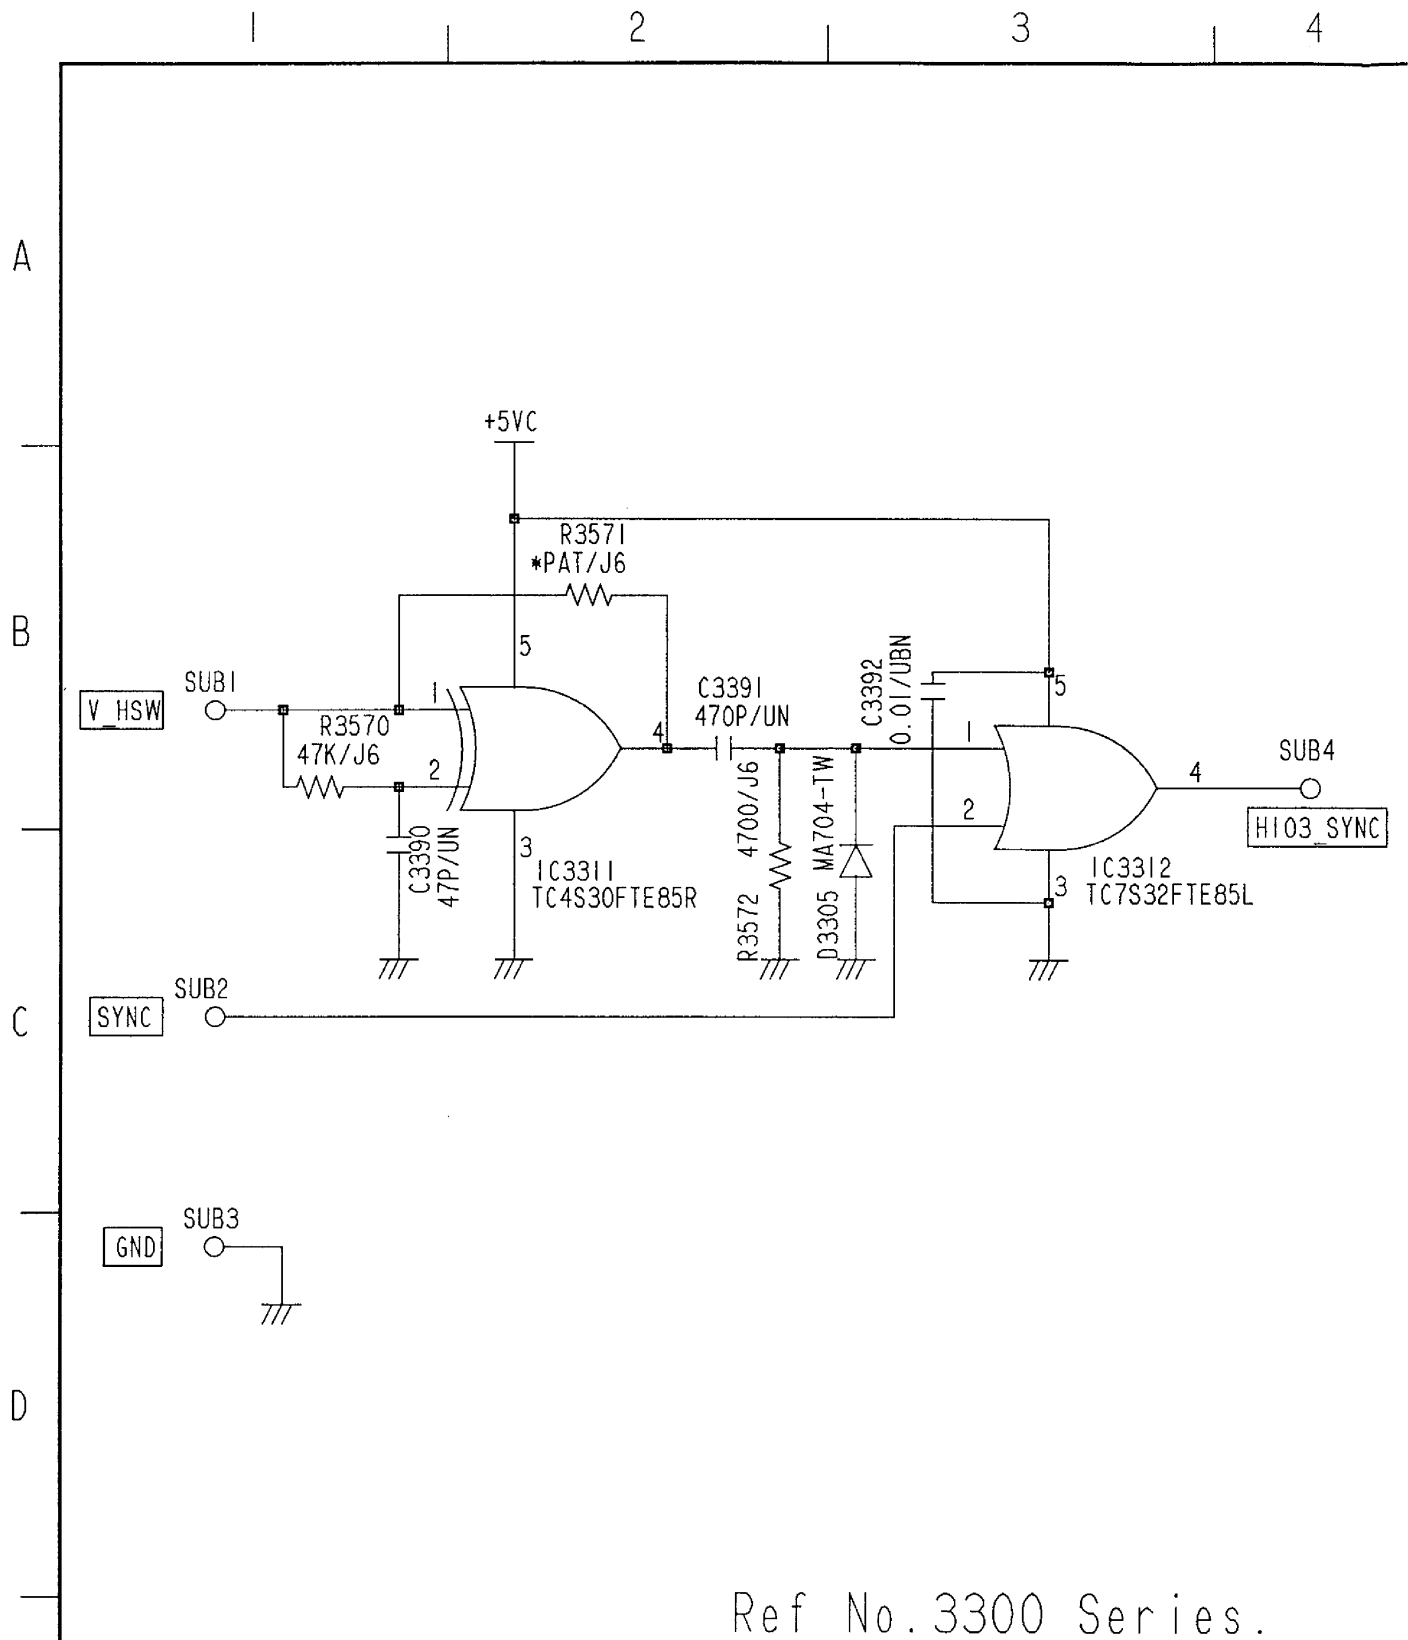 1 2 3 4
A
+5VC
R3571
*PAT/J6
B
5
SUB1
V_HSW
1
R3570
47K/J6
2
C3390
47P/UN
3
IC3311
TC4S30FTE85R
4
C3391
470P/UN
R3572 4700/J6
D3305 MA704-TW
C3392
0.01/UBN
5
1
2
4
SUB4
HI03_SYNC
3
IC3312
TC7S32FTE85L
C
SUB2
SYNC
SUB3
GND
D
Ref No.3300 Series.